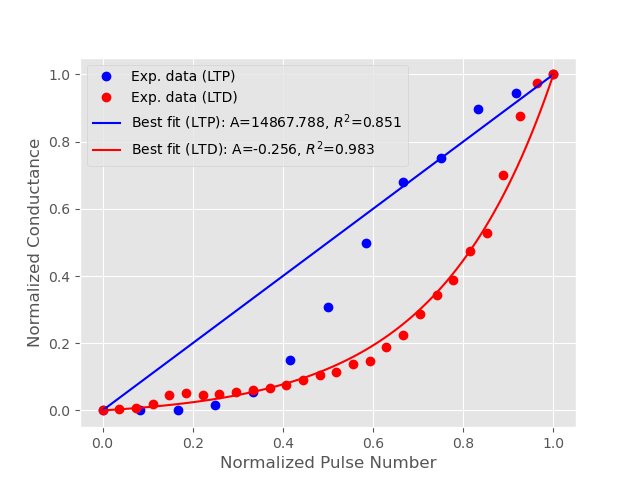 Exp. data (LTP)
Exp. data (LTD)
Best fit (LTP): A=14867.788, R²=0.851
Best fit (LTD): A=-0.256, R²=0.983
1.0
0.8
0.6
0.4
0.2
0.0
Normalized Conductance
0.0 0.2 0.4 0.6 0.8 1.0
Normalized Pulse Number